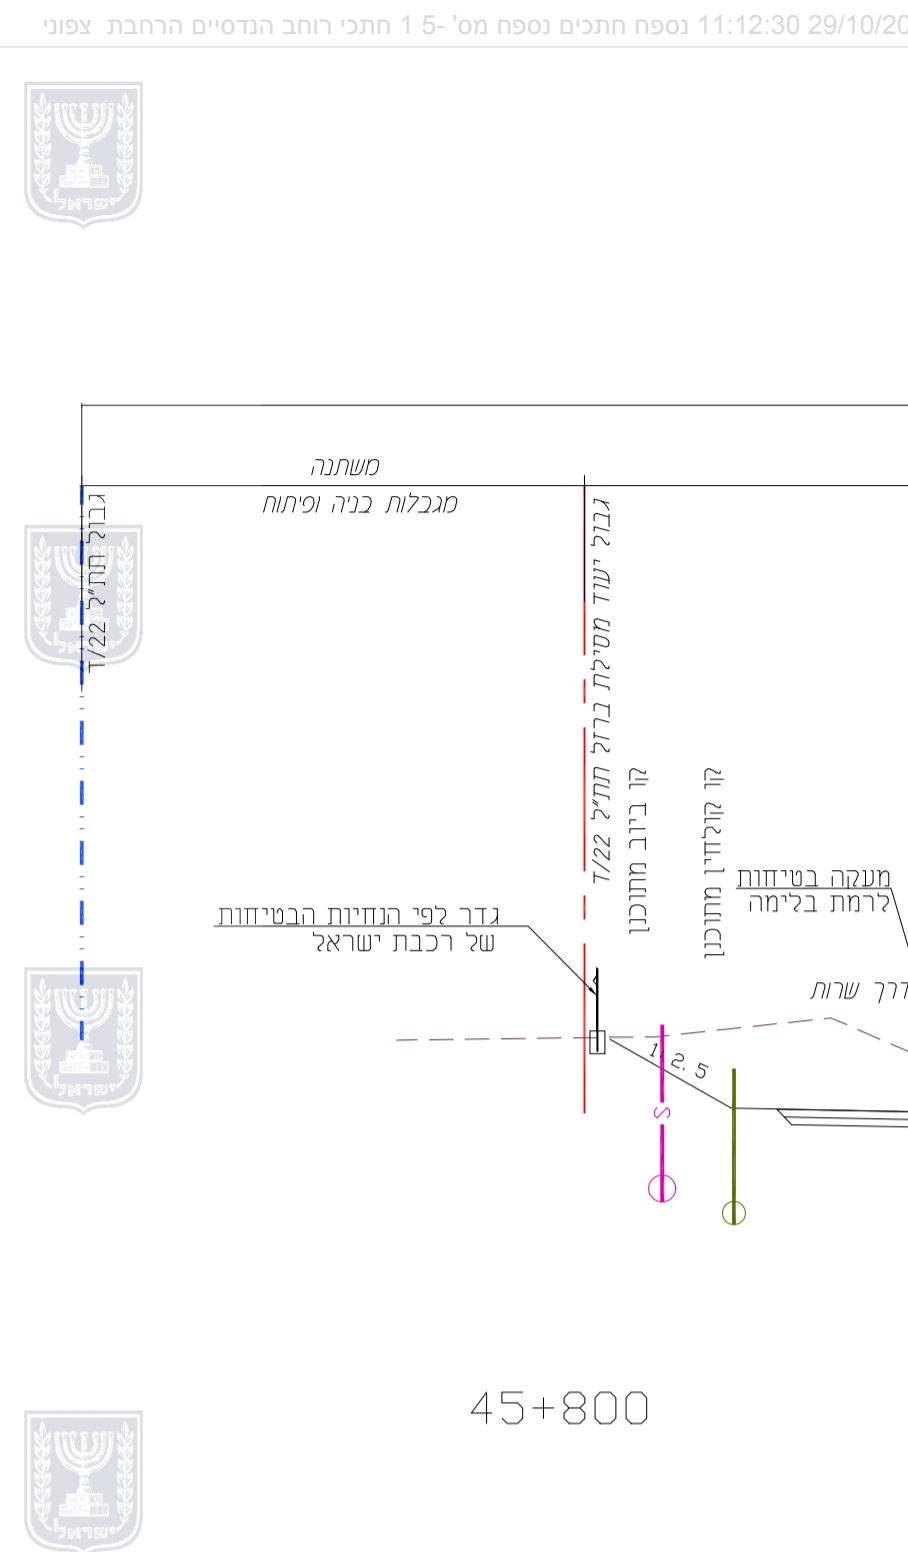 11:12:30 29/10/20 נספח חתכים נספח מס' -5 1 חתכי רוחב הנדסיים הרחבת צפוני
ישראל
משתנה
מגבלות בניה ופיתוח
גבול תת"ל 22/ד
ישראל
גבול יעוד מסילת ברזל תת"ל 22/ד
קו ביוב מתוכנן
קו קולחין מתוכנן
מעקה בטיחות
לרמת בלימה
גדר לפי הנחיות הבטיחות
של רכבת ישראל
דרך שרות
1: 2. 5
S
ישראל
45+800
ישראל